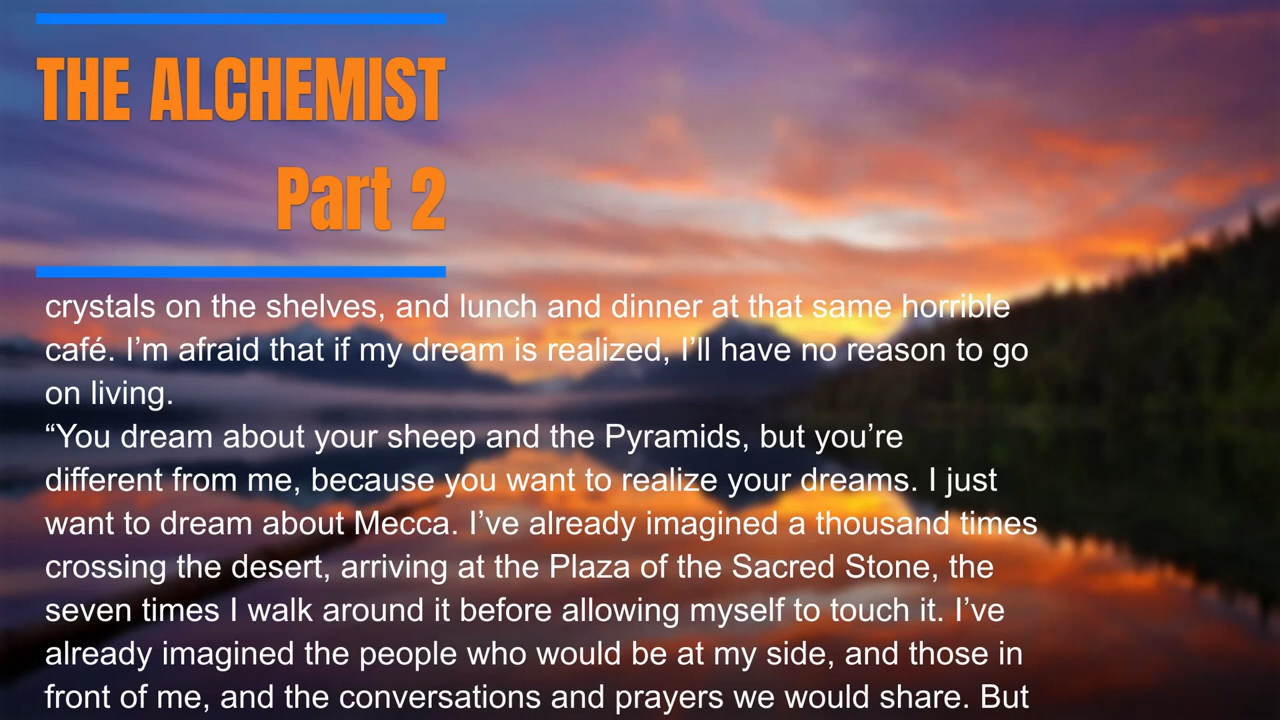 THE ALCHEMIST
Part 2
crystals on the shelves, and lunch and dinner at that same horrible
café. I’m afraid that if my dream is realized, I’ll have no reason to go
on living.
“You dream about your sheep and the Pyramids, but you’re
different from me, because you want to realize your dreams. I just
want to dream about Mecca. I’ve already imagined a thousand times
crossing the desert, arriving at the Plaza of the Sacred Stone, the
seven times I walk around it before allowing myself to touch it. I’ve
already imagined the people who would be at my side, and those in
front of me, and the conversations and prayers we would share. But